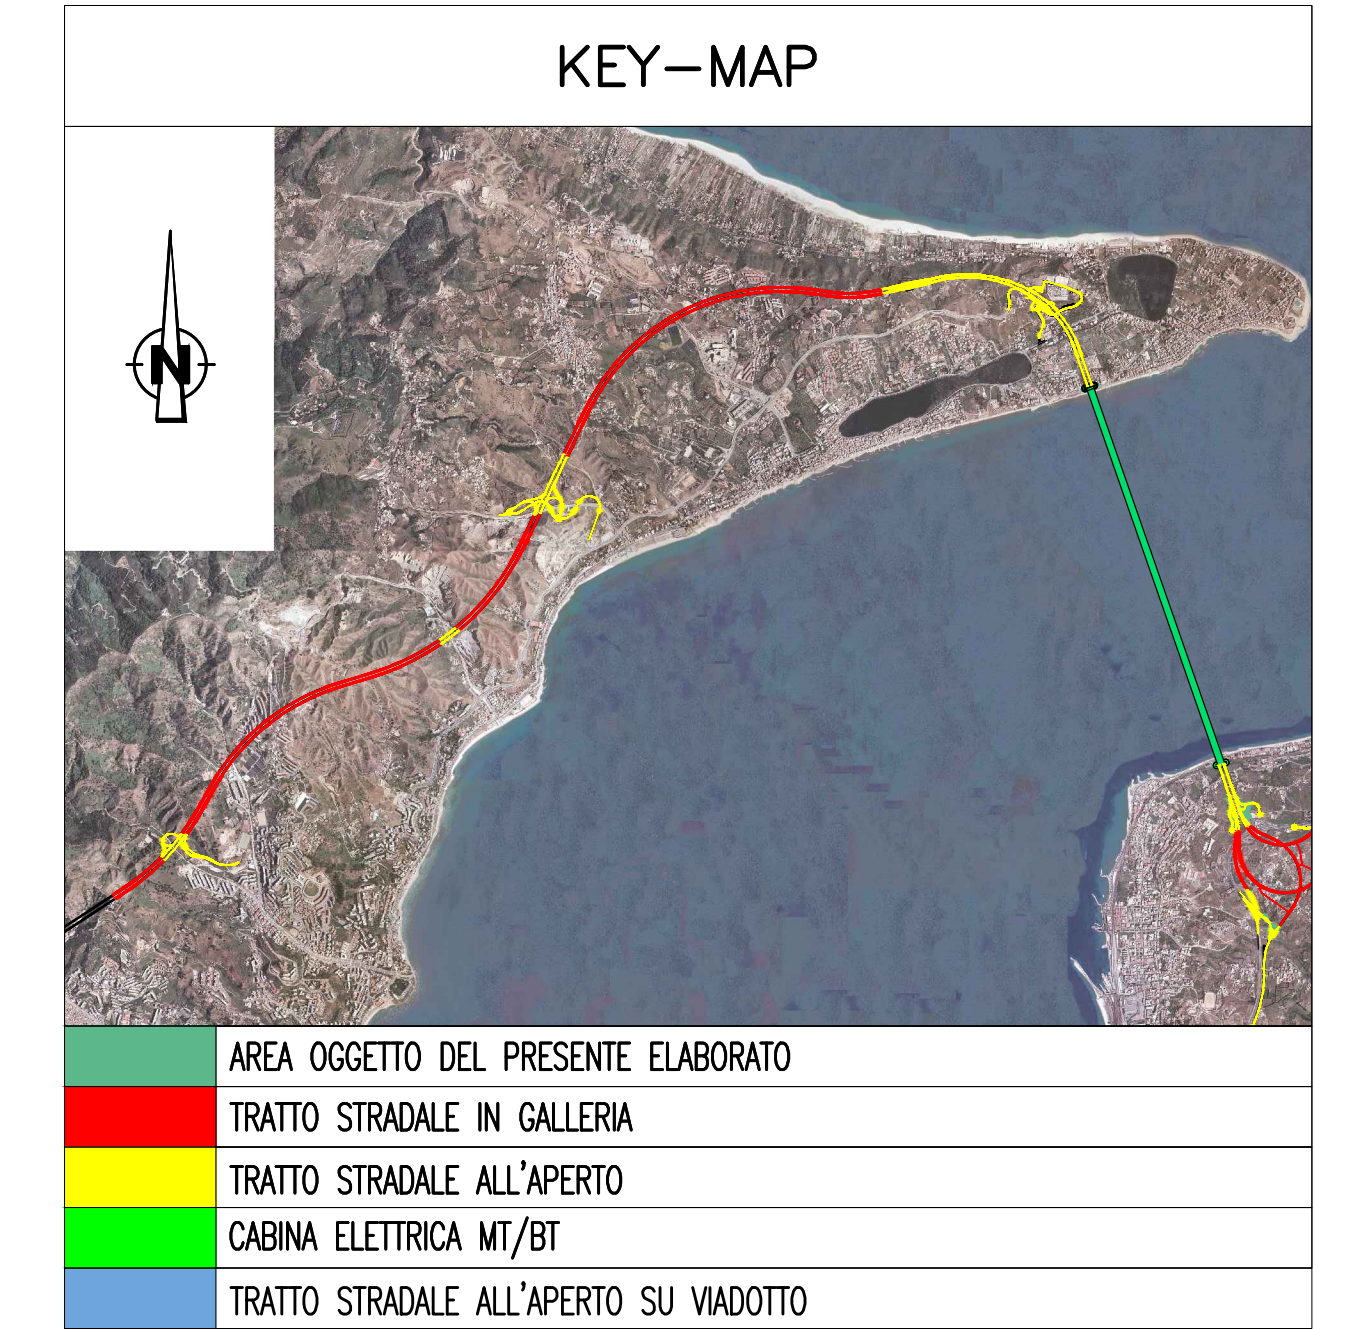 KEY-MAP
N
AREA OGGETTO DEL PRESENTE ELABORATO
TRATTO STRADALE IN GALLERIA
TRATTO STRADALE ALL'APERTO
CABINA ELETTRICA MT/BT
TRATTO STRADALE ALL'APERTO SU VIADOTTO